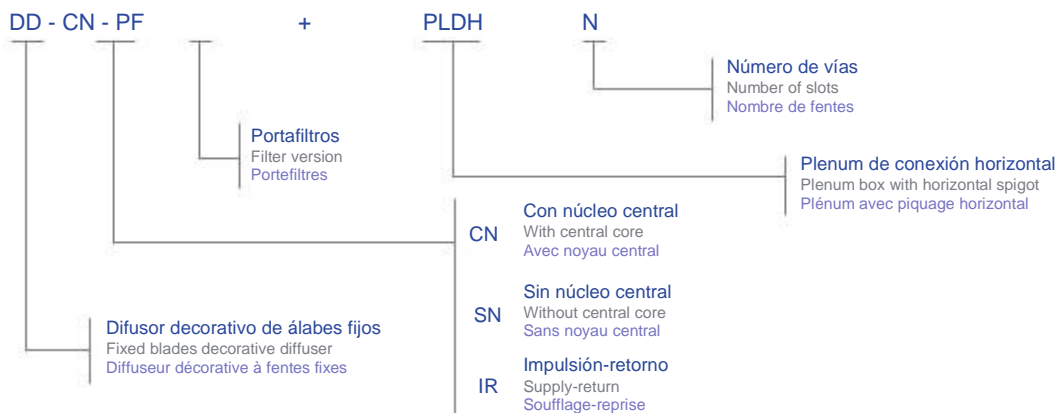 DD - CN - PF + PLDH N
Número de vías
Number of slots
Nombre de fentes
Portafiltros
Filter version
Portefiltres
Plenum de conexión horizontal
Plenum box with horizontal spigot
Plénum avec piquage horizontal
CN
Con núcleo central
With central core
Avec noyau central
SN
Sin núcleo central
Without central core
Sans noyau central
Difusor decorativo de álabes fijos
Fixed blades decorative diffuser
Diffuseur décorative à fentes fixes
IR
Impulsión-retorno
Supply-return
Soufflage-reprise